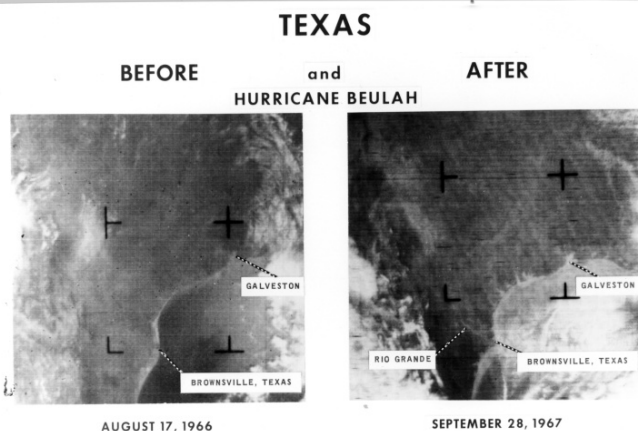 TEXAS
BEFORE and AFTER
HURRICANE BEULAH
GALVESTON
BROWNSVILLE, TEXAS
AUGUST 17, 1966
GALVESTON
RIO GRANDE
BROWNSVILLE, TEXAS
SEPTEMBER 28, 1967